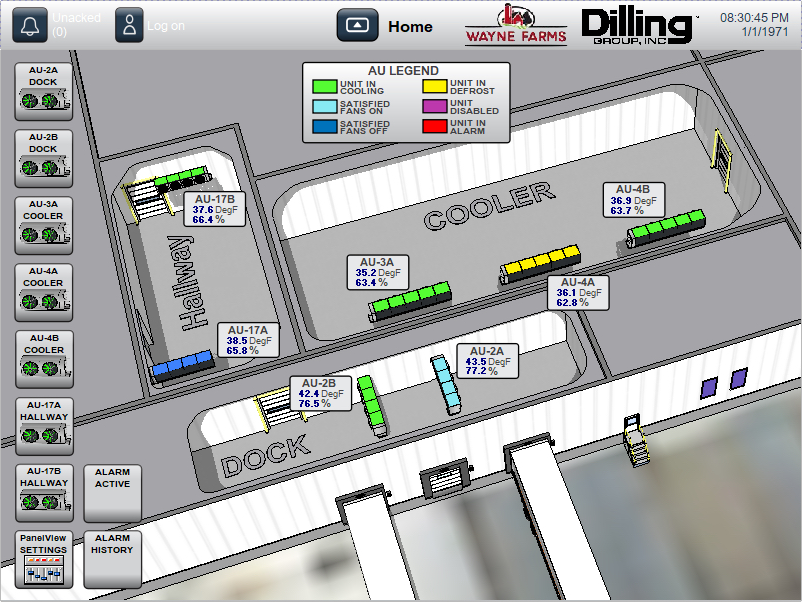 Unacked
(0)
Log on
Home
WAYNE FARMS
Dilling
GROUP, INC
08:30:45 PM
1/1/1971
AU LEGEND
UNIT IN
COOLING
UNIT IN
DEFROST
SATISFIED
FANS ON
UNIT
DISABLED
SATISFIED
FANS OFF
UNIT IN
ALARM
AU-2A
DOCK
AU-2B
DOCK
AU-3A
COOLER
AU-4A
COOLER
AU-4B
COOLER
AU-17A
HALLWAY
AU-17B
HALLWAY
PanelView
SETTINGS
ALARM
ACTIVE
ALARM
HISTORY
AU-17B
37.6 DegF
66.4 %
Hallway
AU-17A
38.5 DegF
65.8 %
COOLER
AU-4B
36.9 DegF
63.7 %
AU-3A
35.2 DegF
63.4 %
AU-4A
36.1 DegF
62.8 %
AU-2A
43.5 DegF
77.2 %
AU-2B
42.4 DegF
76.5 %
DOCK